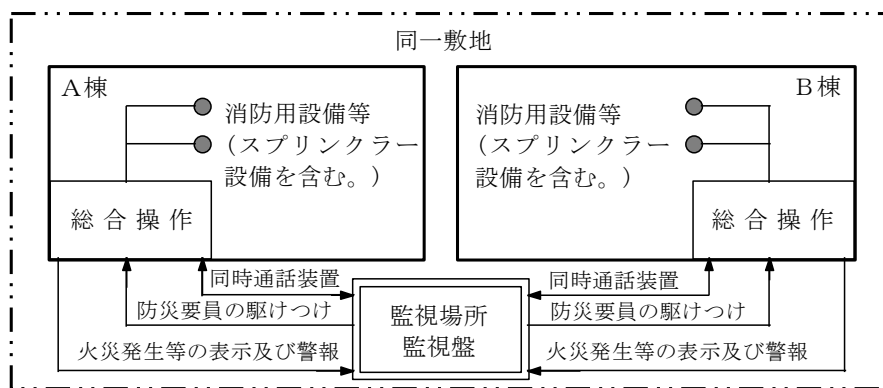 同一敷地
A棟
消防用設備等
(スプリンクラー
設備を含む。)
総合操作
B棟
消防用設備等
(スプリンクラー
設備を含む。)
総合操作
同時通話装置
防災要員の駆けつけ
火災発生等の表示及び警報
監視場所
監視盤
同時通話装置
防災要員の駆けつけ
火災発生等の表示及び警報